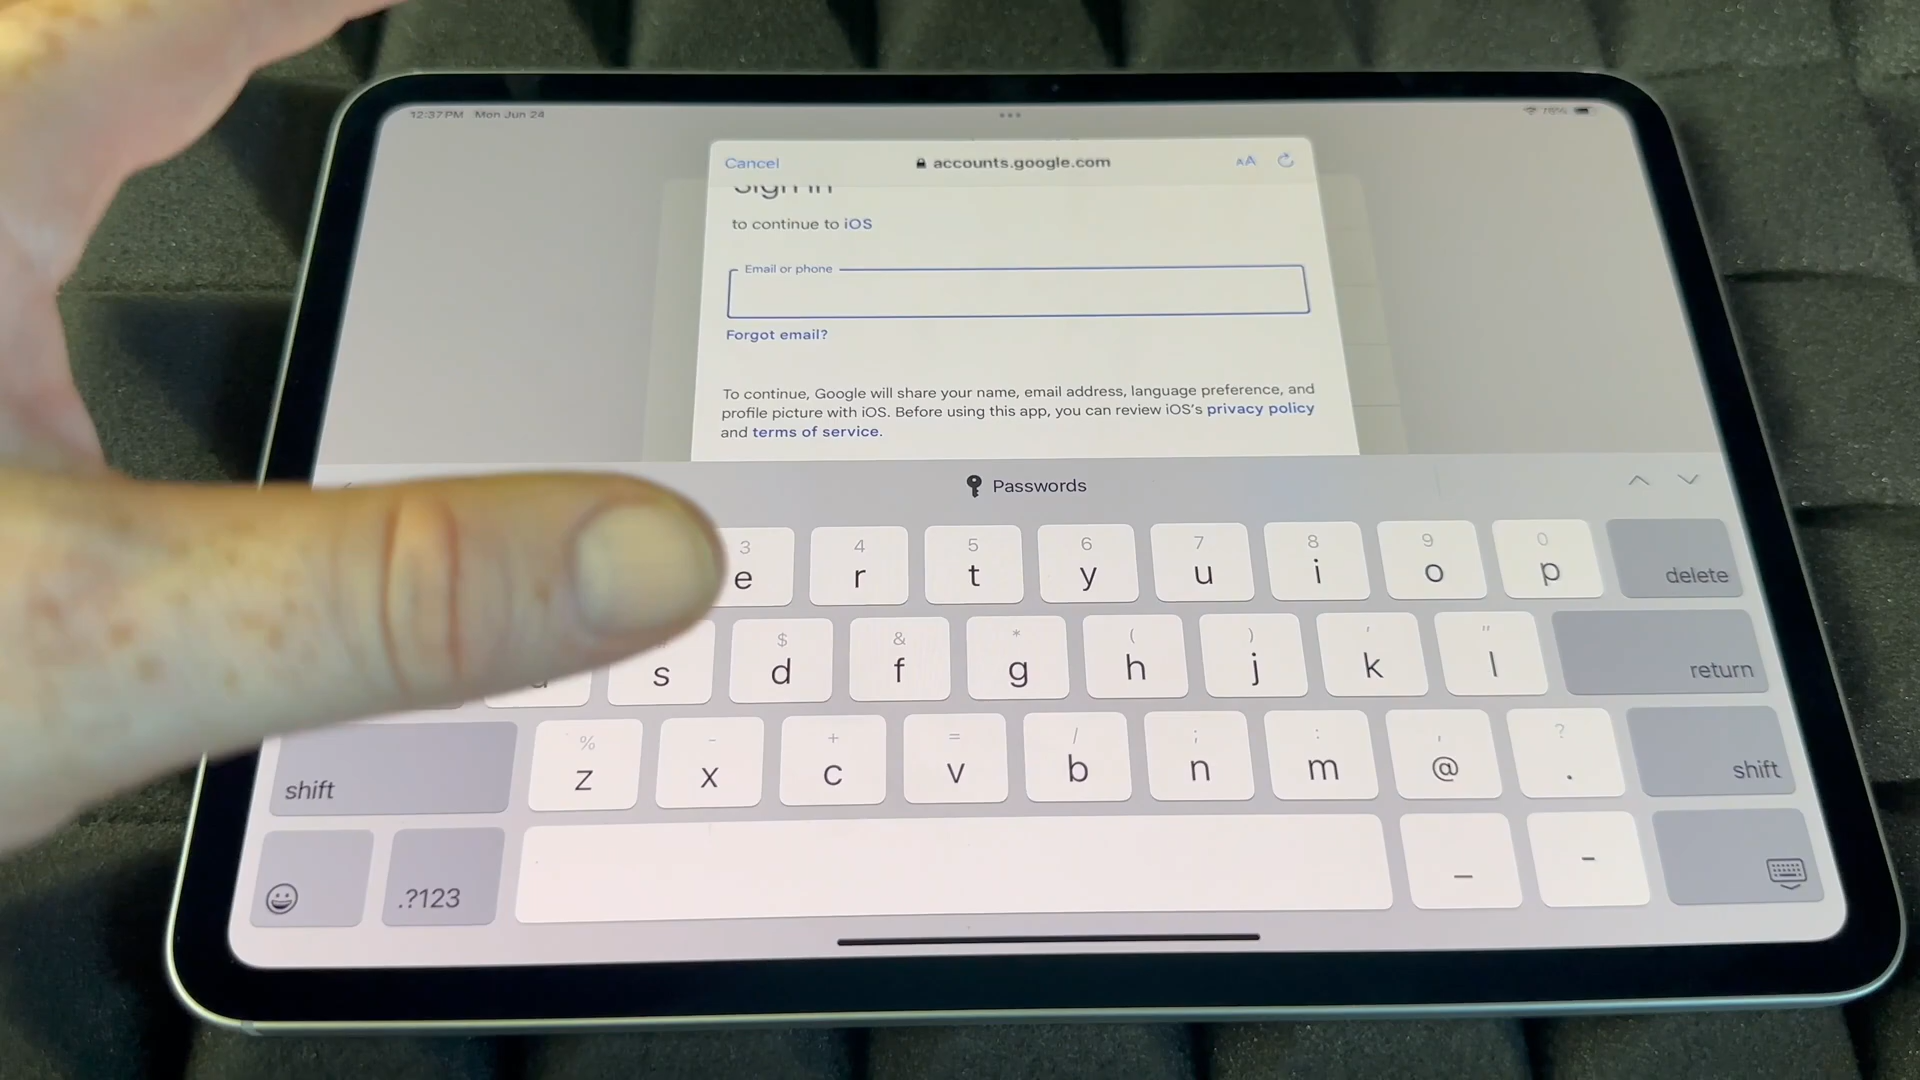 12:37 PM Mon Jun 24
78%
Cancel
accounts.google.com
AA
Sign in
to continue to iOS
Email or phone
Forgot email?
To continue, Google will share your name, email address, language preference, and
profile picture with iOS. Before using this app, you can review iOS's privacy policy
and terms of service.
Passwords
3 4 5 6 7 8 9 0
e r t y u i o p delete
$ & * ( ) ' "
s d f g h j k l return
% - + = / ; : , ?
shift z x c v b n m @ . shift
.?123 _ -